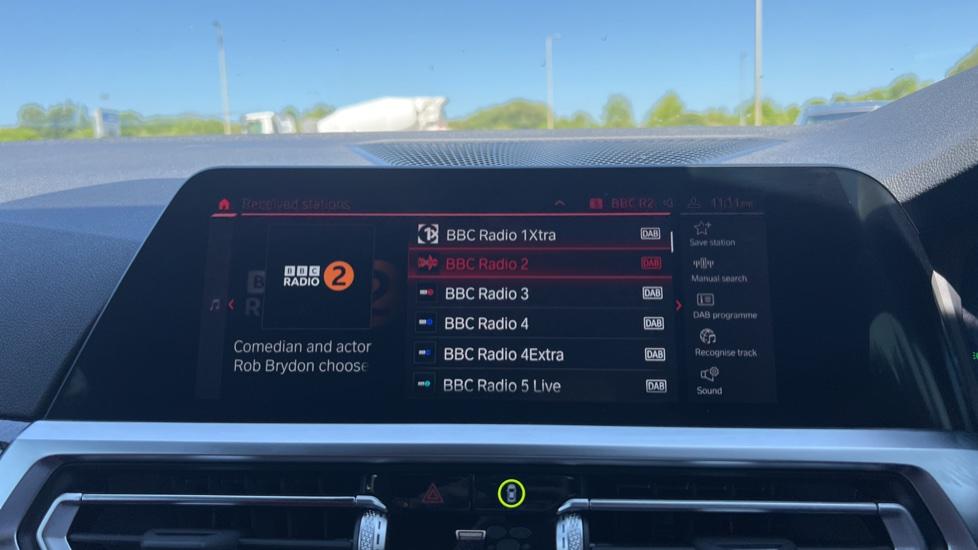 Received stations
BBC R2
11:11
BBC
RADIO 2
Comedian and actor
Rob Brydon choose
BBC Radio 1Xtra DAB
BBC Radio 2 DAB
BBC Radio 3 DAB
BBC Radio 4 DAB
BBC Radio 4Extra DAB
BBC Radio 5 Live DAB
Save station
Manual search
DAB programme
Recognise track
Sound